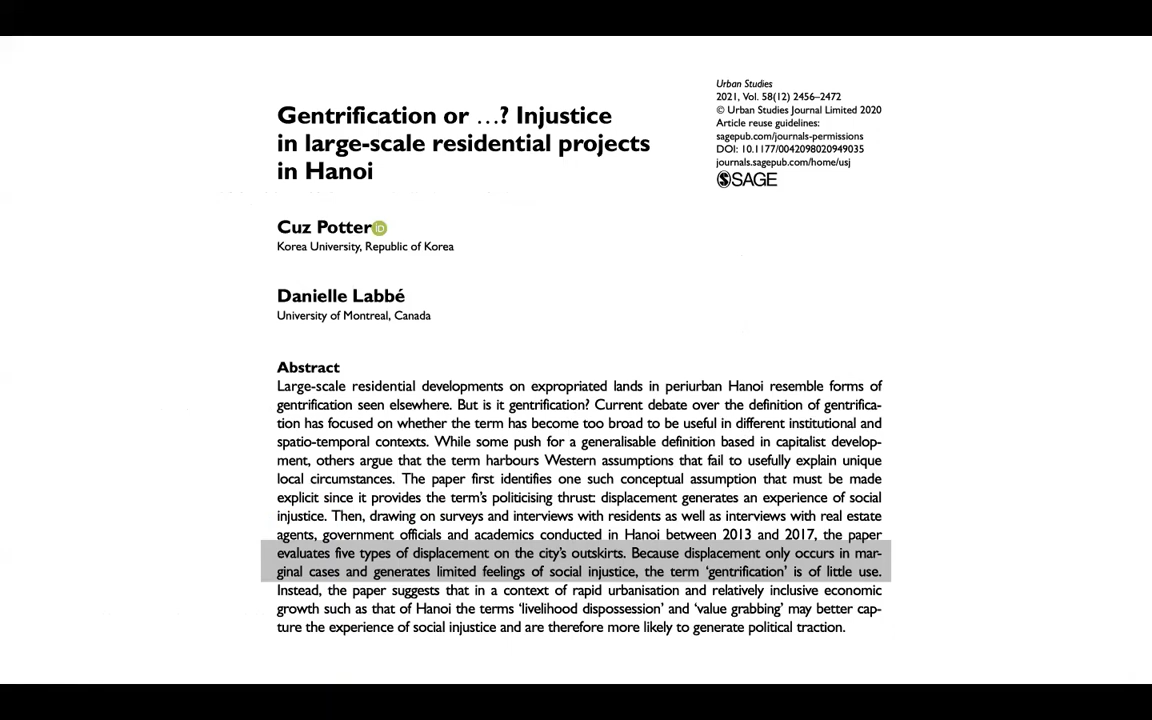 Urban Studies
2021, Vol. 58(12) 2456–2472
© Urban Studies Journal Limited 2020
Article reuse guidelines:
sagepub.com/journals-permissions
DOI: 10.1177/0042098020949035
journals.sagepub.com/home/usj
SAGE
Gentrification or …? Injustice
in large-scale residential projects
in Hanoi
Cuz Potter iD
Korea University, Republic of Korea
Danielle Labbé
University of Montreal, Canada
Abstract
Large-scale residential developments on expropriated lands in periurban Hanoi resemble forms of
gentrification seen elsewhere. But is it gentrification? Current debate over the definition of gentrifica-
tion has focused on whether the term has become too broad to be useful in different institutional and
spatio-temporal contexts. While some push for a generalisable definition based in capitalist develop-
ment, others argue that the term harbours Western assumptions that fail to usefully explain unique
local circumstances. The paper first identifies one such conceptual assumption that must be made
explicit since it provides the term's politicising thrust: displacement generates an experience of social
injustice. Then, drawing on surveys and interviews with residents as well as interviews with real estate
agents, government officials and academics conducted in Hanoi between 2013 and 2017, the paper
evaluates five types of displacement on the city's outskirts. Because displacement only occurs in mar-
ginal cases and generates limited feelings of social injustice, the term 'gentrification' is of little use.
Instead, the paper suggests that in a context of rapid urbanisation and relatively inclusive economic
growth such as that of Hanoi the terms 'livelihood dispossession' and 'value grabbing' may better cap-
ture the experience of social injustice and are therefore more likely to generate political traction.